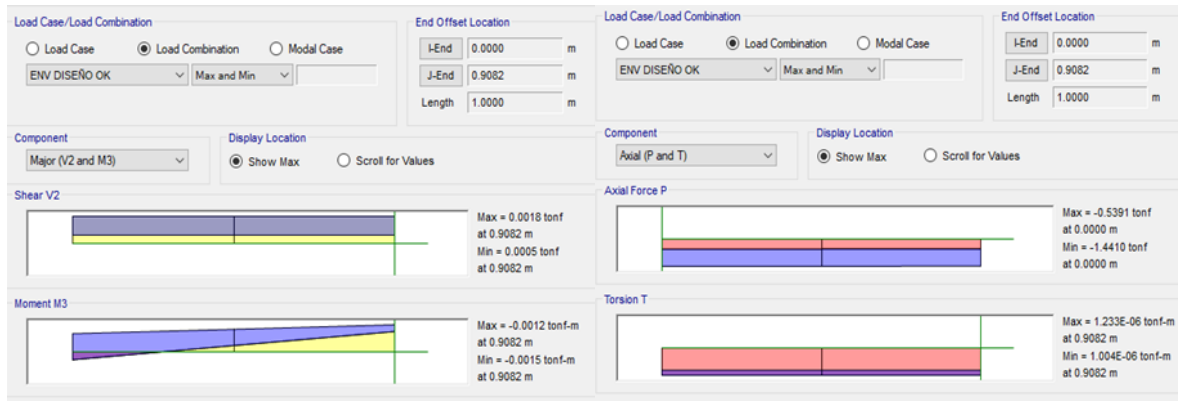 Load Case/Load Combination
Load Case Load Combination Modal Case
ENV DISEÑO OK Max and Min
End Offset Location
I-End 0.0000 m
J-End 0.9082 m
Length 1.0000 m
Component
Major (V2 and M3)
Display Location
Show Max Scroll for Values
Shear V2
Max = 0.0018 tonf
at 0.9082 m
Min = 0.0005 tonf
at 0.9082 m
Moment M3
Max = -0.0012 tonf-m
at 0.9082 m
Min = -0.0015 tonf-m
at 0.9082 m
Load Case/Load Combination
Load Case Load Combination Modal Case
ENV DISEÑO OK Max and Min
End Offset Location
I-End 0.0000 m
J-End 0.9082 m
Length 1.0000 m
Component
Axial (P and T)
Display Location
Show Max Scroll for Values
Axial Force P
Max = -0.5391 tonf
at 0.0000 m
Min = -1.4410 tonf
at 0.0000 m
Torsion T
Max = 1.233E-06 tonf-m
at 0.9082 m
Min = 1.004E-06 tonf-m
at 0.9082 m